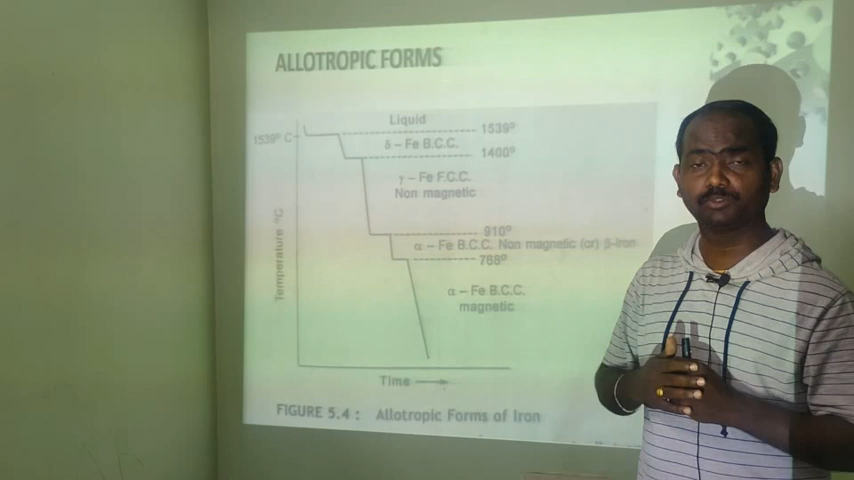 ALLOTROPIC FORMS
Liquid
1539° C
1539°
δ – Fe B.C.C.
1400°
γ – Fe F.C.C.
Non magnetic
910°
α – Fe B.C.C. Non magnetic (or) β-iron
768°
α – Fe B.C.C.
magnetic
Temperature °C
Time
FIGURE 5.4 : Allotropic Forms of Iron